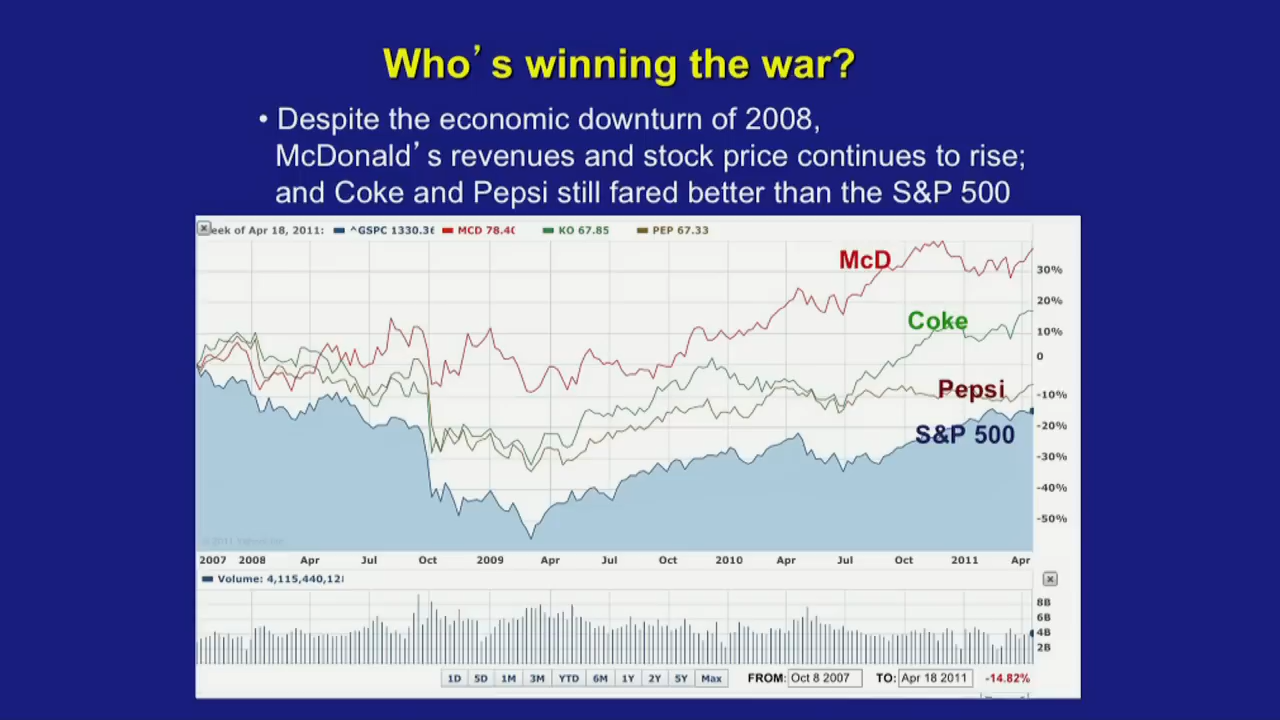 Who’s winning the war?
• Despite the economic downturn of 2008,
McDonald’s revenues and stock price continues to rise;
and Coke and Pepsi still fared better than the S&P 500
eek of Apr 18, 2011: ^GSPC 1330.36 MCD 78.40 KO 67.85 PEP 67.33
McD
30%
20%
Coke
10%
0
Pepsi
-10%
-20%
S&P 500
-30%
-40%
-50%
2007 2008 Apr Jul Oct 2009 Apr Jul Oct 2010 Apr Jul Oct 2011 Apr
Volume: 4,115,440,12
8B
6B
4B
2B
1D 5D 1M 3M YTD 6M 1Y 2Y 5Y Max FROM: Oct 8 2007 TO: Apr 18 2011 -14.82%